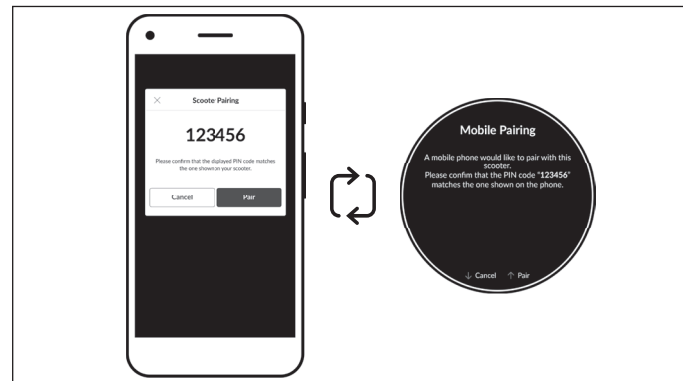 Scoote Pairing
123456
Please confirm that the displayed PIN code matches
the one shown on your scooter.
Cancel
Pair
Mobile Pairing
A mobile phone would like to pair with this
scooter.
Please confim that the PIN code "123456"
matches the one shown on the phone.
↓ Cancel ↑ Pair